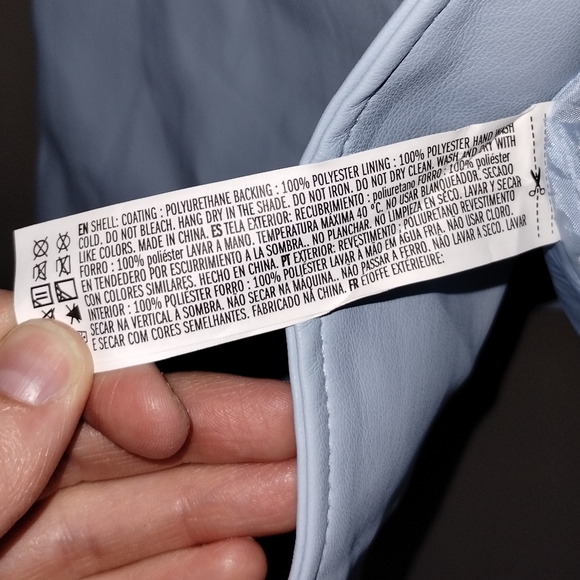 EN SHELL: COATING : POLYURETHANE BACKING : 100% POLYESTER LINING : 100% POLYESTER HAND WASH
COLD. DO NOT BLEACH. HANG DRY IN THE SHADE. DO NOT IRON. DO NOT DRY CLEAN. WASH AND DRY WITH
LIKE COLORS. MADE IN CHINA. ES TELA EXTERIOR: RECUBRIMENTO : poliuretano FORRO : 100% poliéster
FORRO : 100% poliéster LAVAR A MANO. TEMPERATURA MÁXIMA 40 °C. NO USAR BLANQUEADOR. SECADO
EN TENDEDERO POR ESCURRIMIENTO A LA SOMBRA.. NO PLANCHAR. NO LIMPIEZA EN SECO. LAVAR Y SECAR
CON COLORES SIMILARES. HECHO EN CHINA. PT EXTERIOR: REVESTIMENTO : POLIURETANO REVESTIMENTO
INTERIOR : 100% POLIÉSTER FORRO : 100% POLIÉSTER LAVAR À MÃO EM ÁGUA FRIA. NÃO USAR CLORO.
SECAR NA VERTICAL À SOMBRA.. NÃO SECAR NA MÁQUINA.. NÃO PASSAR A FERRO. NÃO LAVAR A SECO. LAVAR
E SECAR COM CORES SEMELHANTES. FABRICADO NA CHINA. FR ÉTOFFE EXTÉRIEURE: